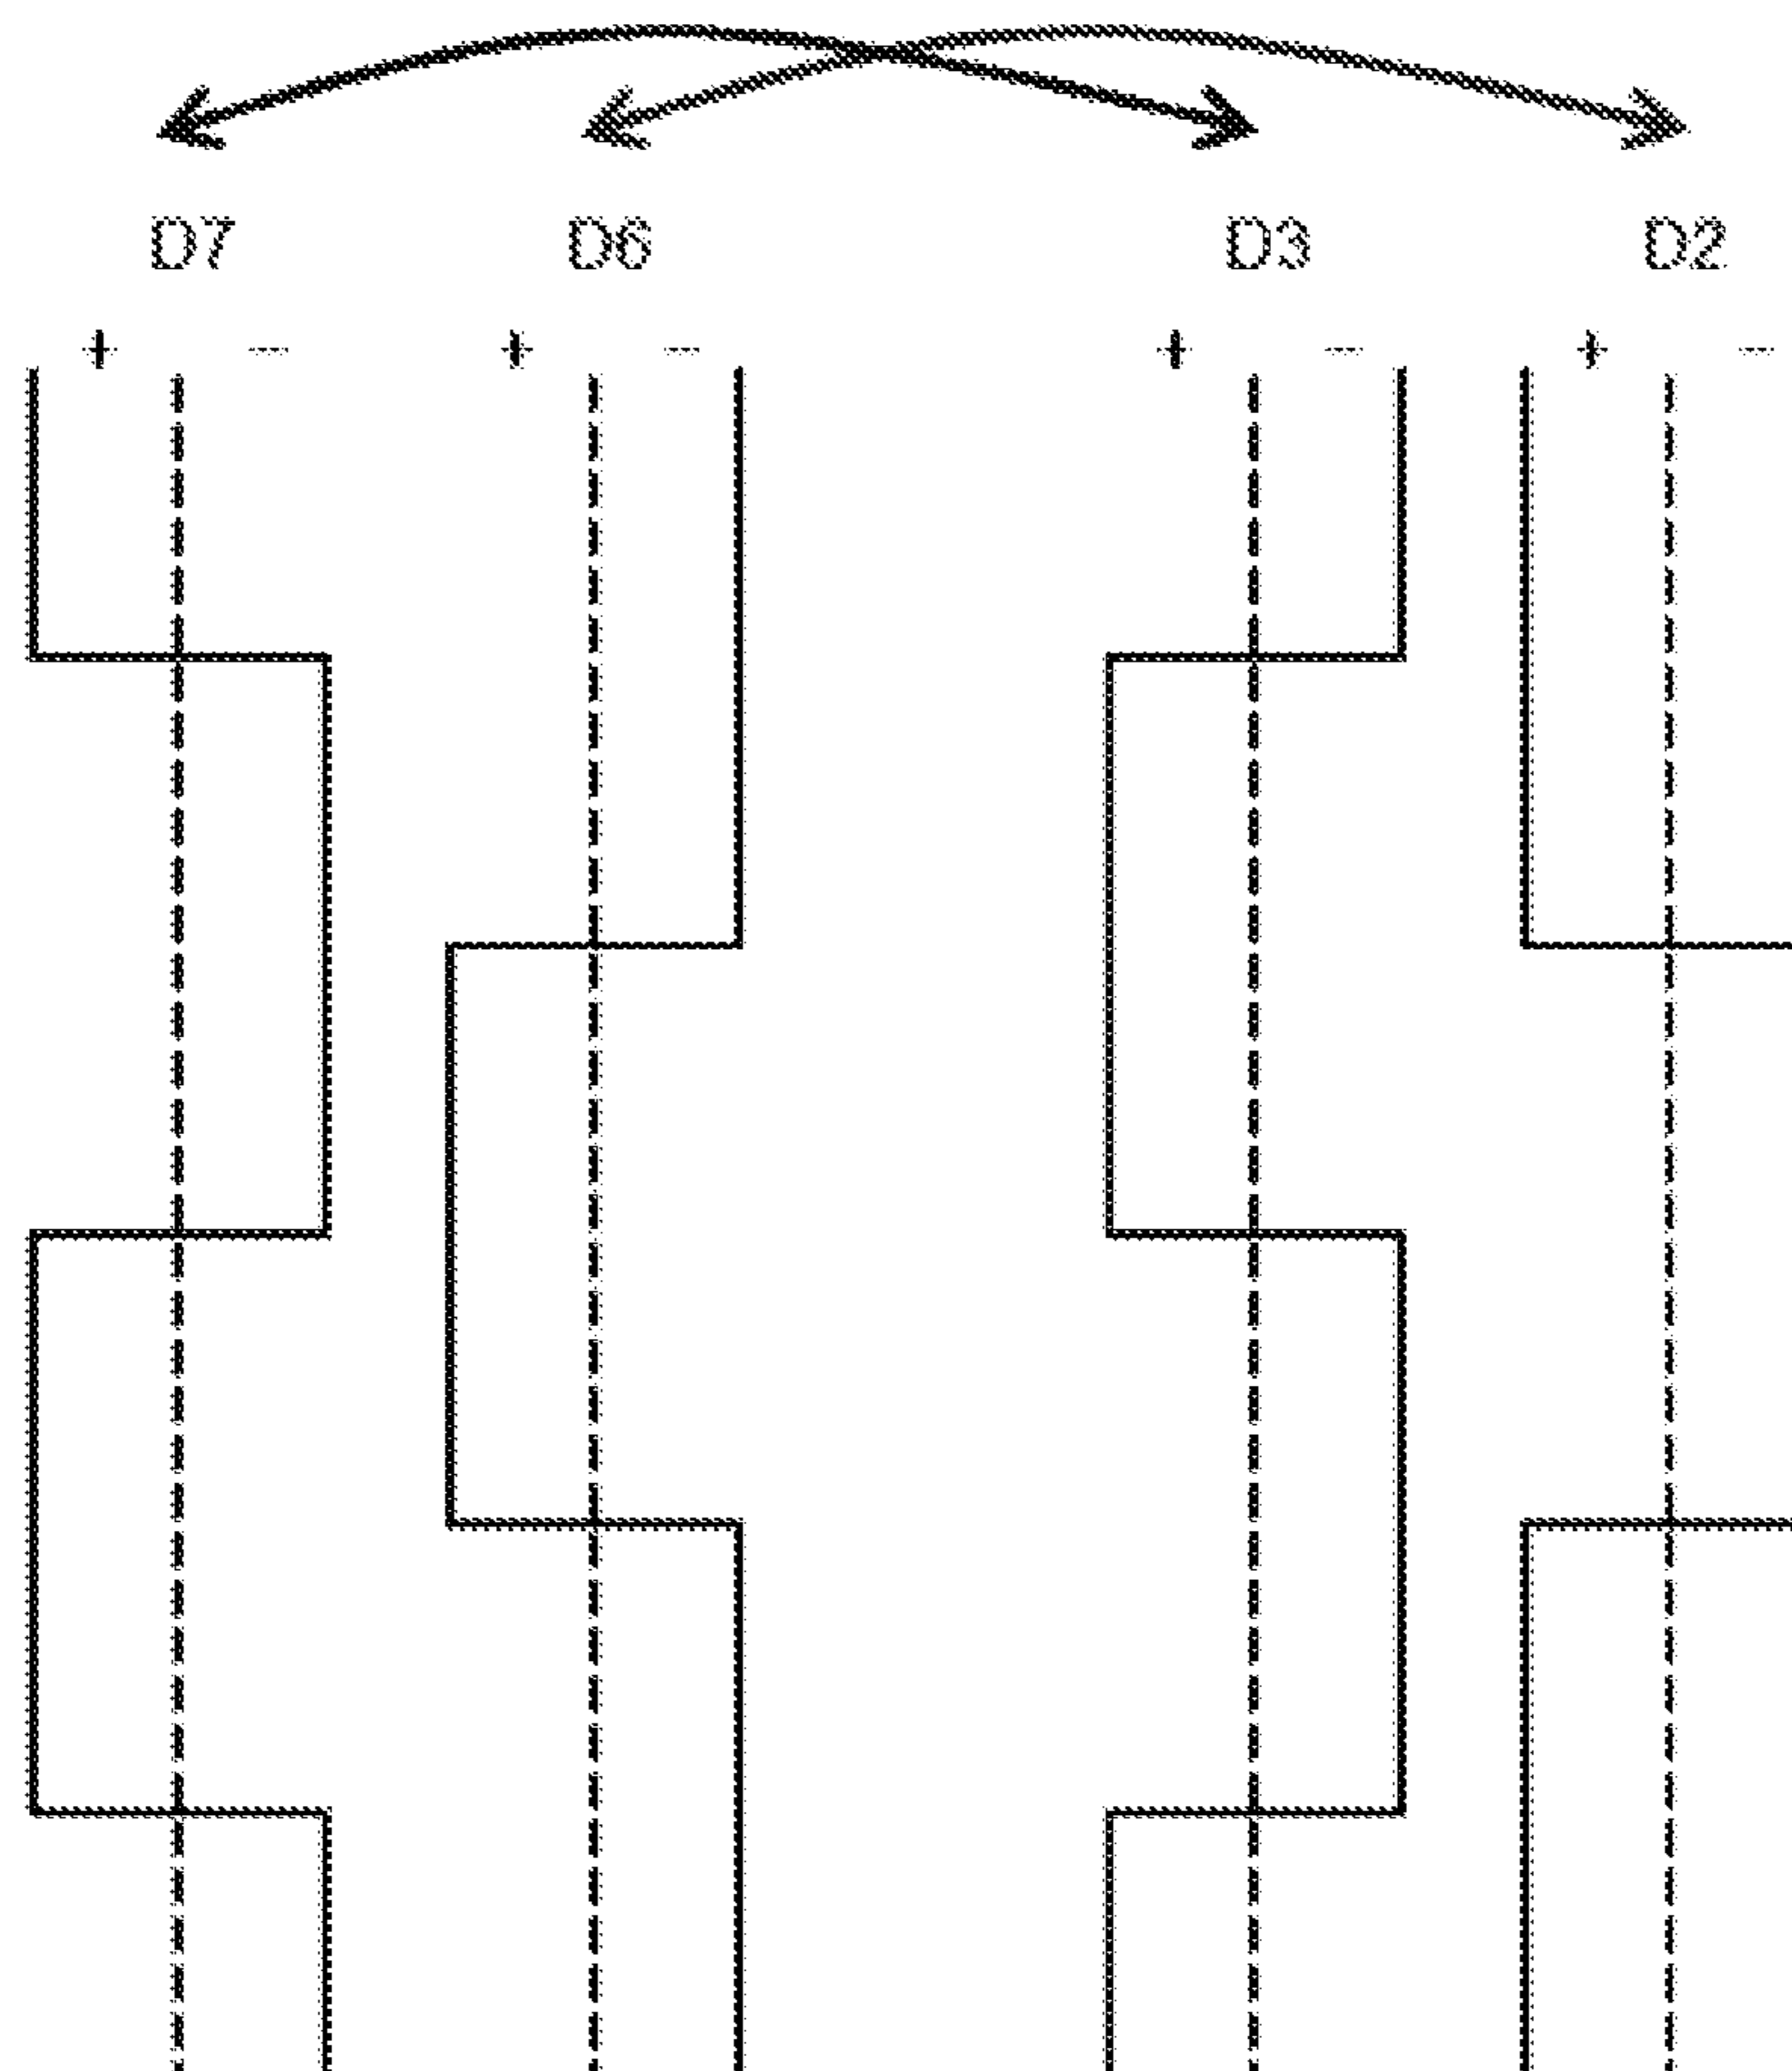 D7 D6 D3 D2
+ − + − + − + −